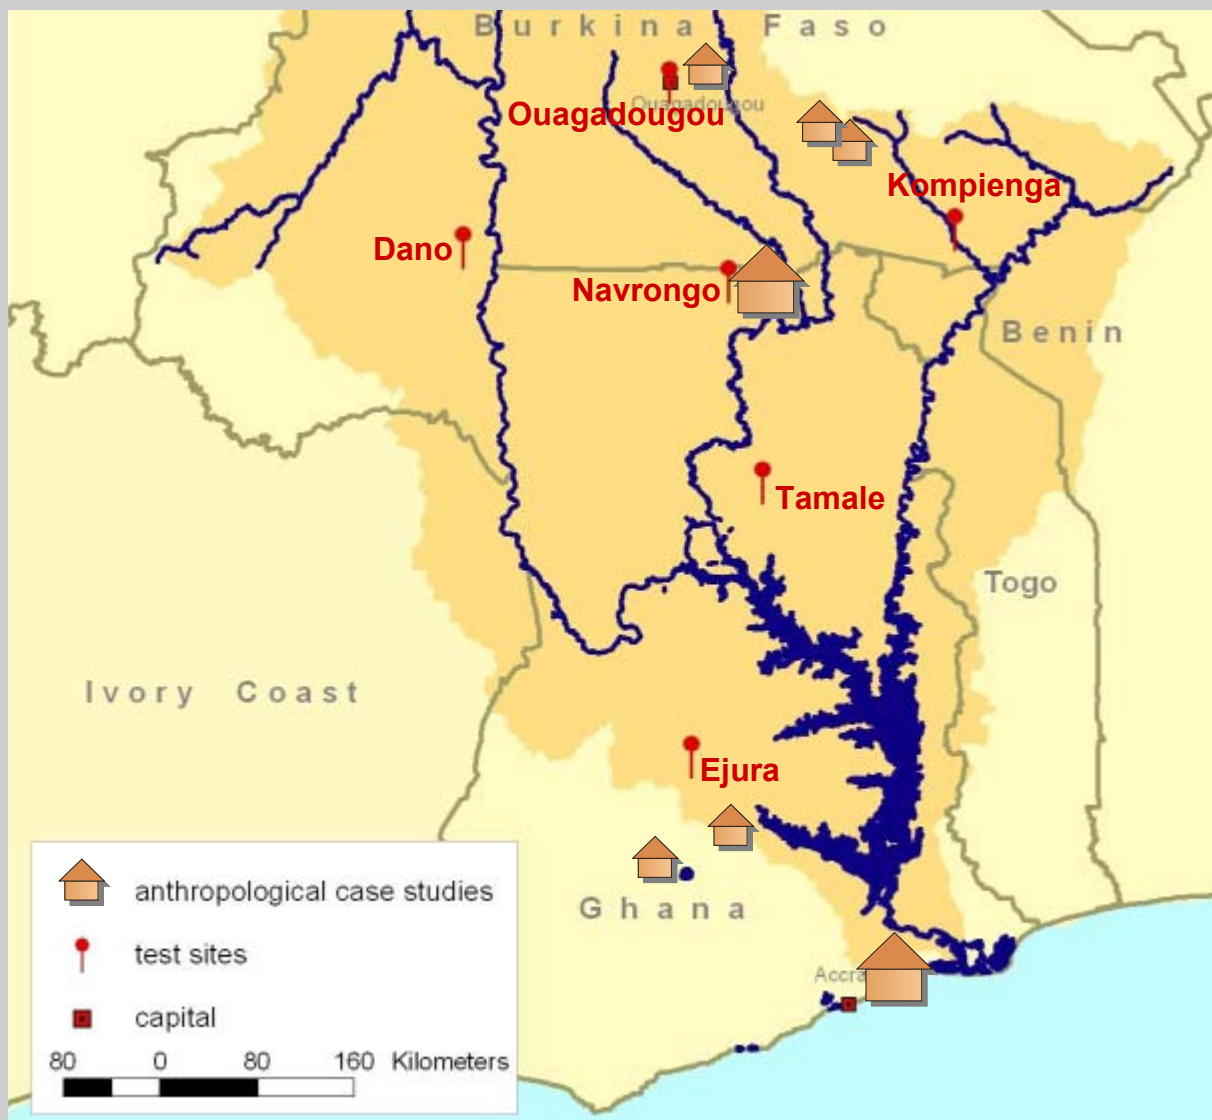 Burkina Faso
Ouagadougou
Ouagadougou
Kompienga
Dano
Navrongo
Benin
Tamale
Togo
Ivory Coast
Ejura
Ghana
Accra
anthropological case studies
test sites
capital
80 0 80 160 Kilometers